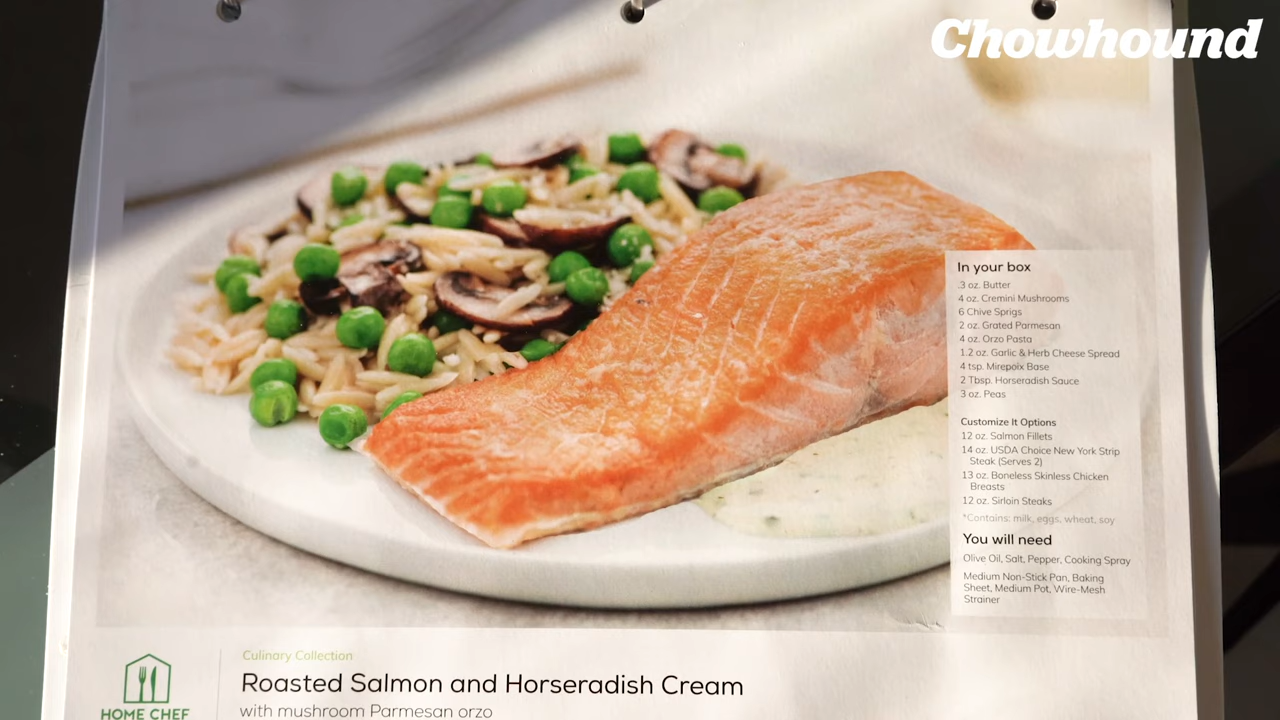 Chowhound
In your box
.3 oz. Butter
4 oz. Cremini Mushrooms
6 Chive Sprigs
2 oz. Grated Parmesan
4 oz. Orzo Pasta
1.2 oz. Garlic & Herb Cheese Spread
4 tsp. Mirepoix Base
2 Tbsp. Horseradish Sauce
3 oz. Peas
Customize It Options
12 oz. Salmon Fillets
14 oz. USDA Choice New York Strip
Steak (Serves 2)
13 oz. Boneless Skinless Chicken
Breasts
12 oz. Sirloin Steaks
*Contains: milk, eggs, wheat, soy
You will need
Olive Oil, Salt, Pepper, Cooking Spray
Medium Non-Stick Pan, Baking
Sheet, Medium Pot, Wire-Mesh
Strainer
HOME CHEF
Culinary Collection
Roasted Salmon and Horseradish Cream
with mushroom Parmesan orzo